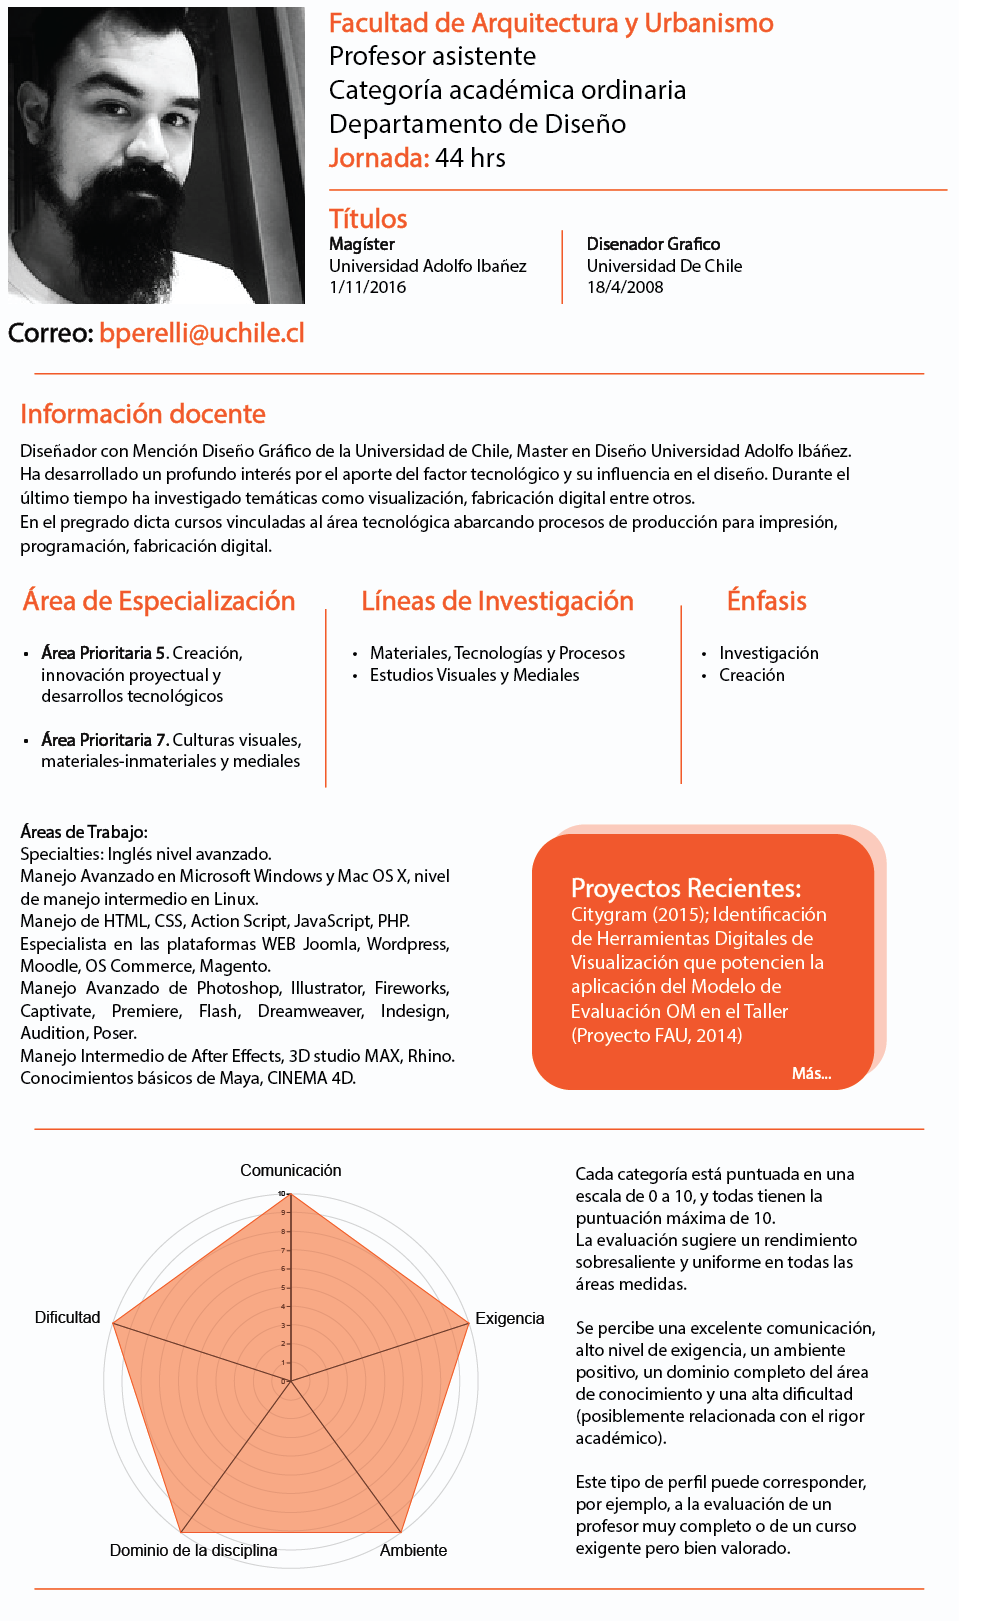 Facultad de Arquitectura y Urbanismo
Profesor asistente
Categoría académica ordinaria
Departamento de Diseño
Jornada: 44 hrs
Títulos
Magíster
Universidad Adolfo Ibañez
1/11/2016
Disenador Grafico
Universidad De Chile
18/4/2008
Correo: bperelli@uchile.cl
Información docente
Diseñador con Mención Diseño Gráfico de la Universidad de Chile, Master en Diseño Universidad Adolfo Ibáñez.
Ha desarrollado un profundo interés por el aporte del factor tecnológico y su influencia en el diseño. Durante el
último tiempo ha investigado temáticas como visualización, fabricación digital entre otros.
En el pregrado dicta cursos vinculadas al área tecnológica abarcando procesos de producción para impresión,
programación, fabricación digital.
Área de Especialización
• Área Prioritaria 5. Creación,
innovación proyectual y
desarrollos tecnológicos
• Área Prioritaria 7. Culturas visuales,
materiales-inmateriales y mediales
Líneas de Investigación
• Materiales, Tecnologías y Procesos
• Estudios Visuales y Mediales
Énfasis
• Investigación
• Creación
Áreas de Trabajo:
Specialties: Inglés nivel avanzado.
Manejo Avanzado en Microsoft Windows y Mac OS X, nivel
de manejo intermedio en Linux.
Manejo de HTML, CSS, Action Script, JavaScript, PHP.
Especialista en las plataformas WEB Joomla, Wordpress,
Moodle, OS Commerce, Magento.
Manejo Avanzado de Photoshop, Illustrator, Fireworks,
Captivate, Premiere, Flash, Dreamweaver, Indesign,
Audition, Poser.
Manejo Intermedio de After Effects, 3D studio MAX, Rhino.
Conocimientos básicos de Maya, CINEMA 4D.
Proyectos Recientes:
Citygram (2015); Identificación
de Herramientas Digitales de
Visualización que potencien la
aplicación del Modelo de
Evaluación OM en el Taller
(Proyecto FAU, 2014)
Más...
Comunicación
10
9
8
7
6
5
4
3
2
1
0
Dificultad
Exigencia
Dominio de la disciplina
Ambiente
Cada categoría está puntuada en una
escala de 0 a 10, y todas tienen la
puntuación máxima de 10.
La evaluación sugiere un rendimiento
sobresaliente y uniforme en todas las
áreas medidas.
Se percibe una excelente comunicación,
alto nivel de exigencia, un ambiente
positivo, un dominio completo del área
de conocimiento y una alta dificultad
(posiblemente relacionada con el rigor
académico).
Este tipo de perfil puede corresponder,
por ejemplo, a la evaluación de un
profesor muy completo o de un curso
exigente pero bien valorado.